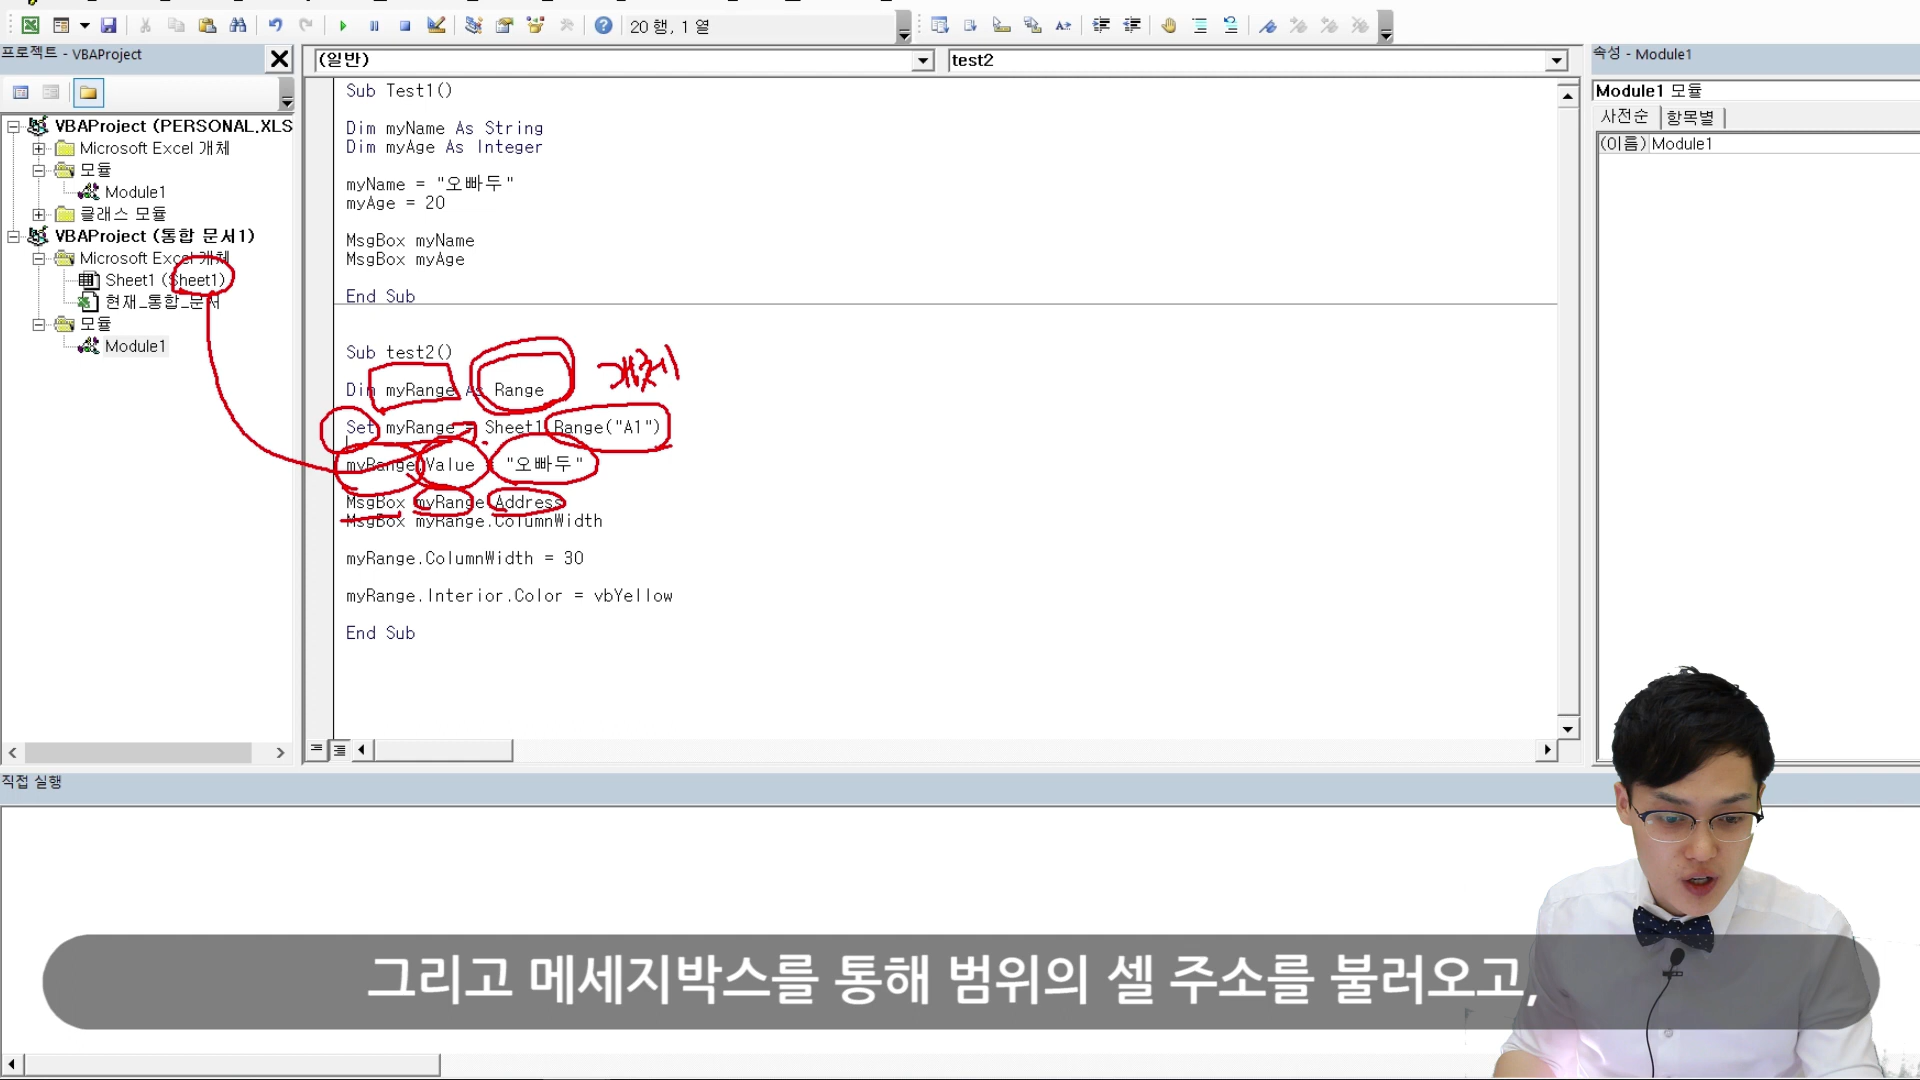 20 행, 1 열
프로젝트 - VBAProject
(일반)
test2
속성 - Module1
Module1 모듈
사전순
항목별
(이름) Module1
VBAProject (PERSONAL.XLS
Microsoft Excel 개체
모듈
Module1
클래스 모듈
VBAProject (통합 문서1)
Microsoft Excel 개체
Sheet1 (Sheet1)
현재_통합_문서
모듈
Module1
Sub Test1()
Dim myName As String
Dim myAge As Integer
myName = "오빠두"
myAge = 20
MsgBox myName
MsgBox myAge
End Sub
Sub test2()
Dim myRange As Range
개체
Set myRange = Sheet1.Range("A1")
myRange.Value = "오빠두"
MsgBox myRange.Address
MsgBox myRange.ColumnWidth
myRange.ColumnWidth = 30
myRange.Interior.Color = vbYellow
End Sub
직접 실행
그리고 메세지박스를 통해 범위의 셀 주소를 불러오고,